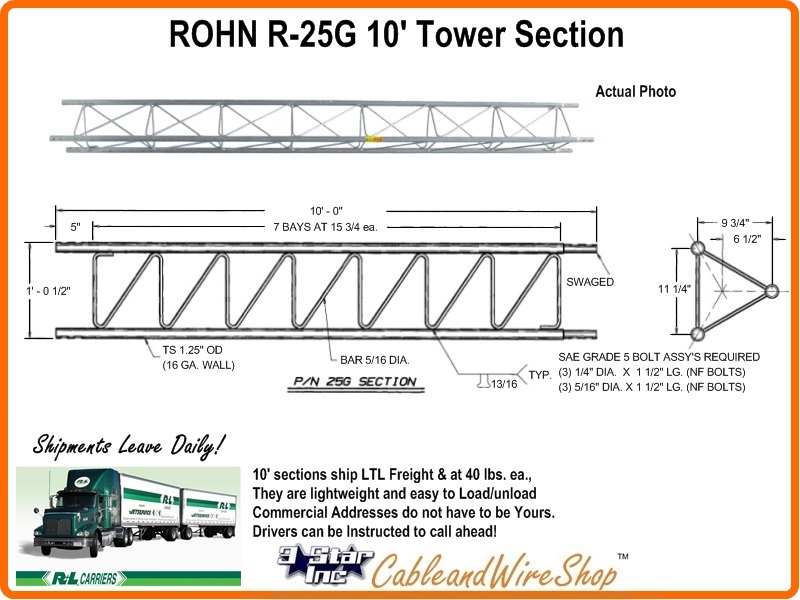 ROHN R-25G 10' Tower Section
Actual Photo
10' - 0"
5"
7 BAYS AT 15 3/4 ea.
9 3/4"
6 1/2"
1' - 0 1/2"
SWAGED
11 1/4"
TS 1.25" OD
(16 GA. WALL)
BAR 5/16 DIA.
P/N 25G SECTION
13/16
TYP.
SAE GRADE 5 BOLT ASSY'S REQUIRED
(3) 1/4" DIA. X 1 1/2" LG. (NF BOLTS)
(3) 5/16" DIA. X 1 1/2" LG. (NF BOLTS)
Shipments Leave Daily!
R+L
JETSERVICE
R+L CARRIERS
10' sections ship LTL Freight & at 40 lbs. ea.,
They are lightweight and easy to Load/unload
Commercial Addresses do not have to be Yours.
Drivers can be Instructed to call ahead!
3 Star Inc
CableandWireShop ™